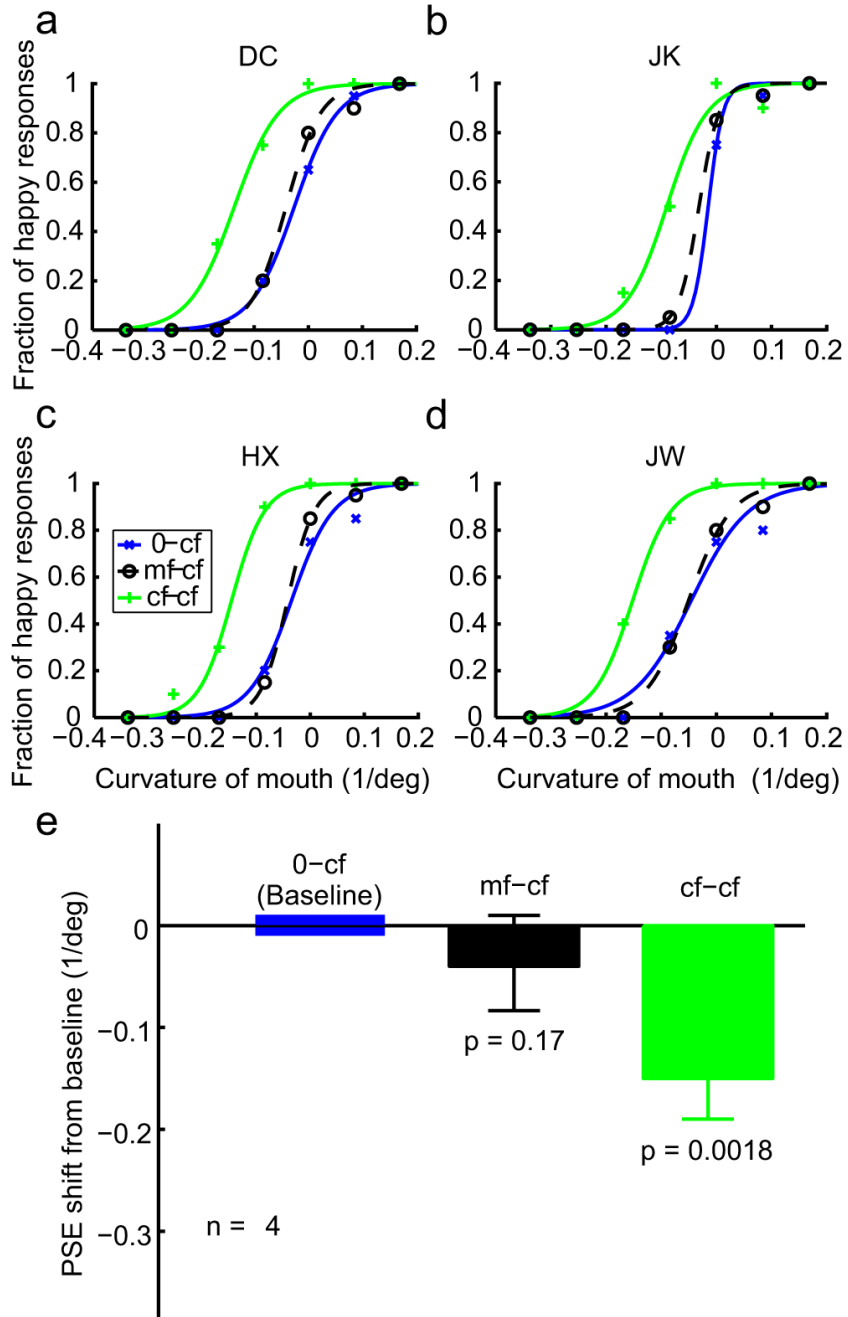 a
DC
b
JK
Fraction of happy responses
1
0.8
0.6
0.4
0.2
0
−0.4 −0.3 −0.2 −0.1 0 0.1 0.2
1
0.8
0.6
0.4
0.2
0
−0.4 −0.3 −0.2 −0.1 0 0.1 0.2
c
HX
d
JW
Fraction of happy responses
1
0.8
0.6
0.4
0.2
0
0−cf
mf−cf
cf−cf
−0.4 −0.3 −0.2 −0.1 0 0.1 0.2
Curvature of mouth (1/deg)
1
0.8
0.6
0.4
0.2
0
−0.4 −0.3 −0.2 −0.1 0 0.1 0.2
Curvature of mouth (1/deg)
e
PSE shift from baseline (1/deg)
0
−0.1
−0.2
−0.3
0−cf
(Baseline)
mf−cf
cf−cf
p = 0.17
p = 0.0018
n = 4